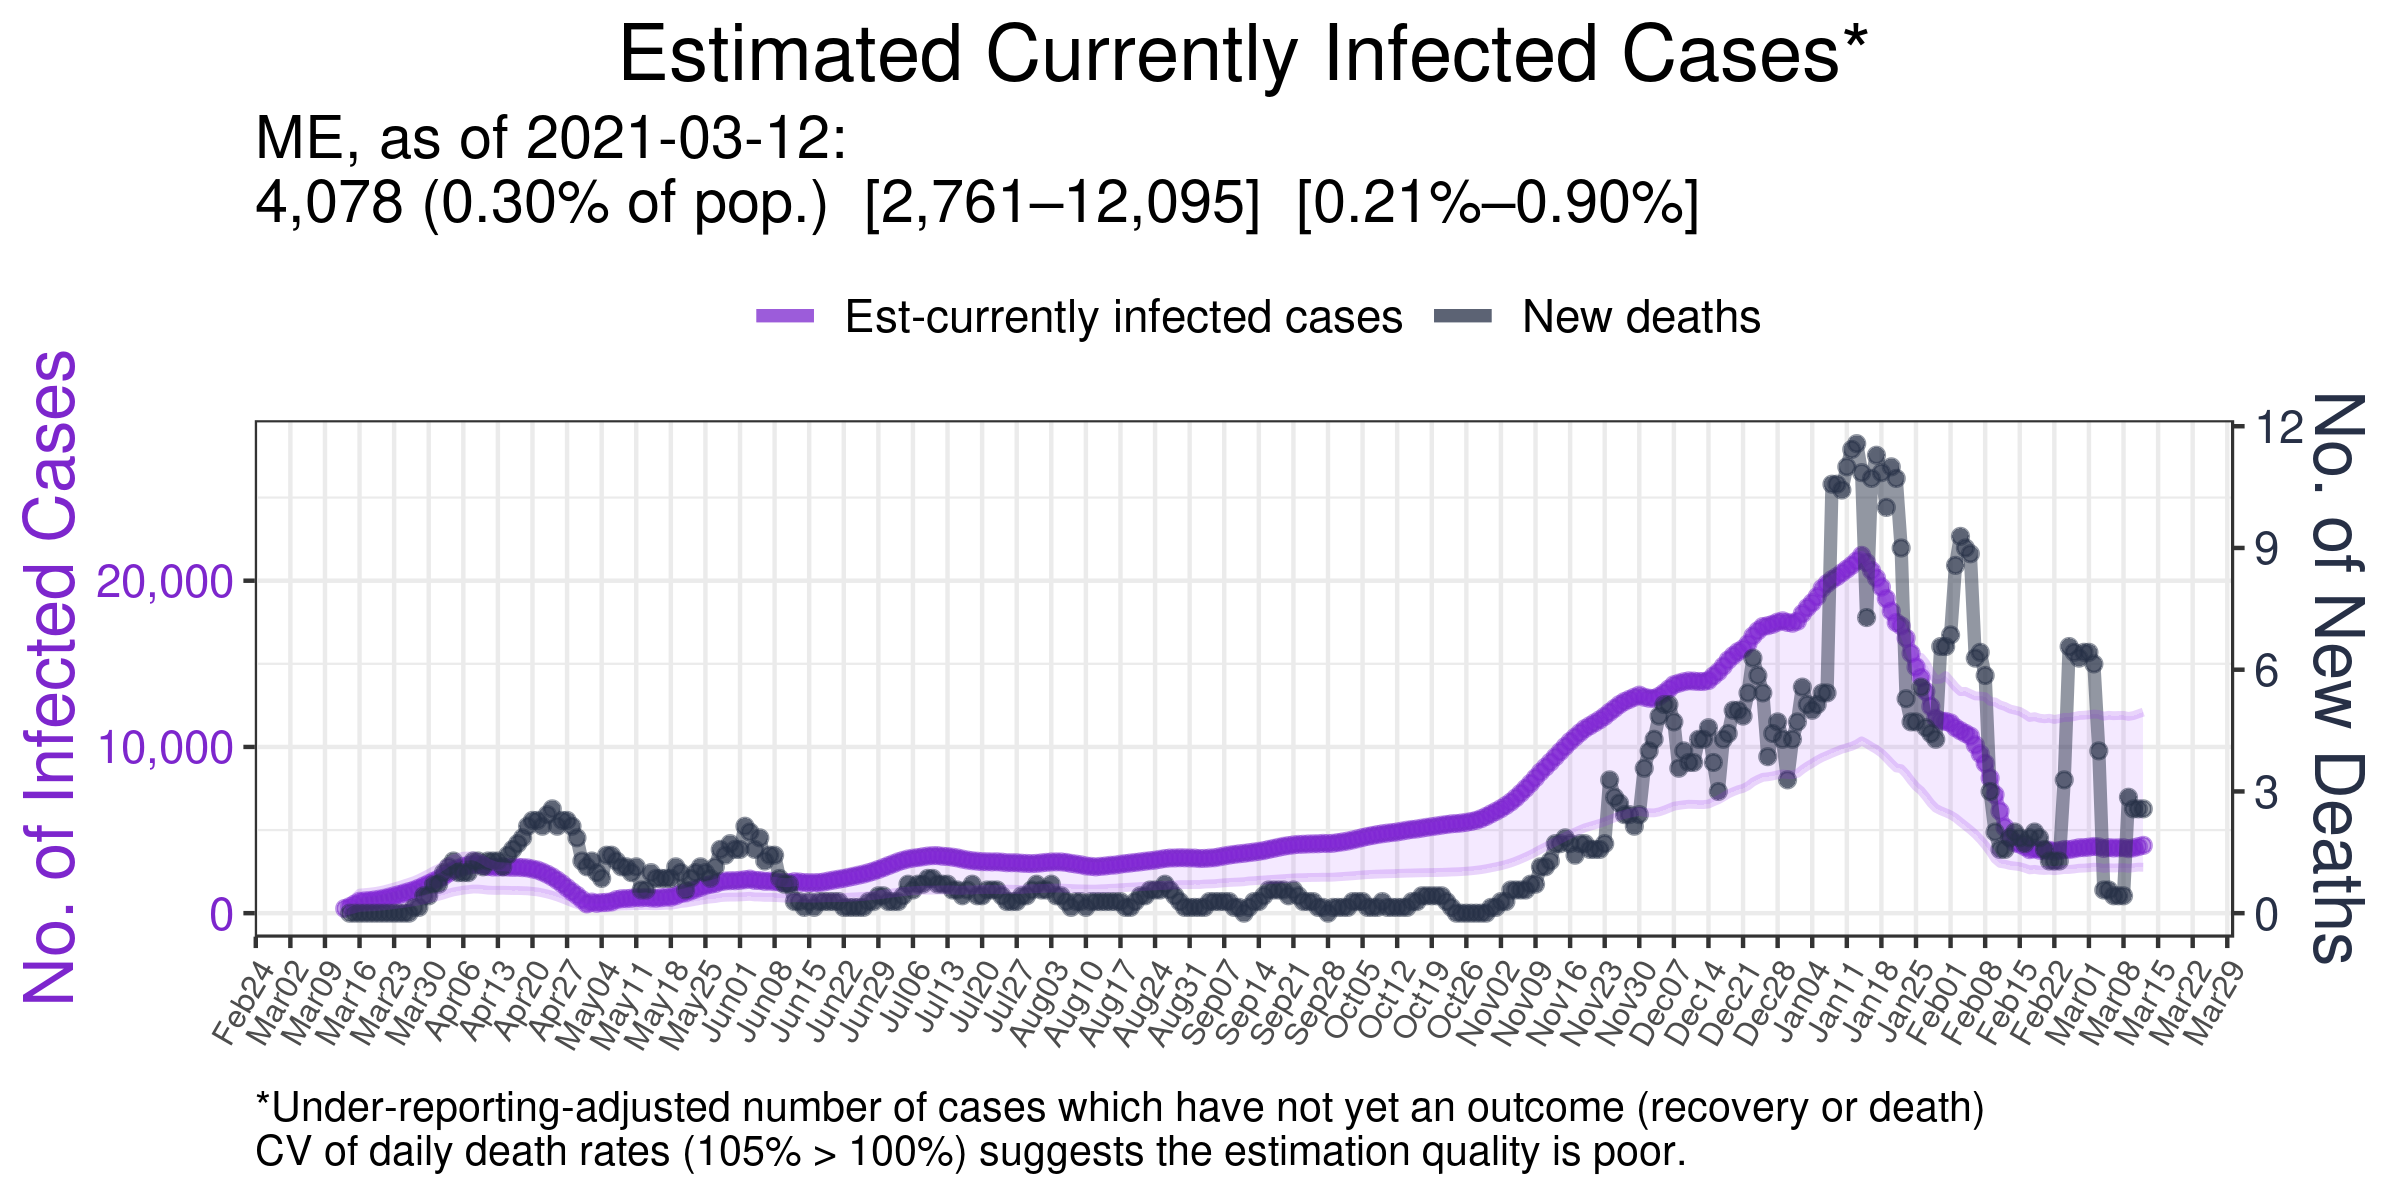 Estimated Currently Infected Cases*
ME, as of 2021-03-12:
4,078 (0.30% of pop.) [2,761–12,095] [0.21%–0.90%]
Est-currently infected cases
New deaths
No. of Infected Cases
20,000
10,000
0
12
9
6
3
0
No. of New Deaths
Feb24
Mar02
Mar09
Mar16
Mar23
Mar30
Apr06
Apr13
Apr20
Apr27
May04
May11
May18
May25
Jun01
Jun08
Jun15
Jun22
Jun29
Jul06
Jul13
Jul20
Jul27
Aug03
Aug10
Aug17
Aug24
Aug31
Sep07
Sep14
Sep21
Sep28
Oct05
Oct12
Oct19
Oct26
Nov02
Nov09
Nov16
Nov23
Nov30
Dec07
Dec14
Dec21
Dec28
Jan04
Jan11
Jan18
Jan25
Feb01
Feb08
Feb15
Feb22
Mar01
Mar08
Mar15
Mar22
Mar29
*Under-reporting-adjusted number of cases which have not yet an outcome (recovery or death)
CV of daily death rates (105% > 100%) suggests the estimation quality is poor.